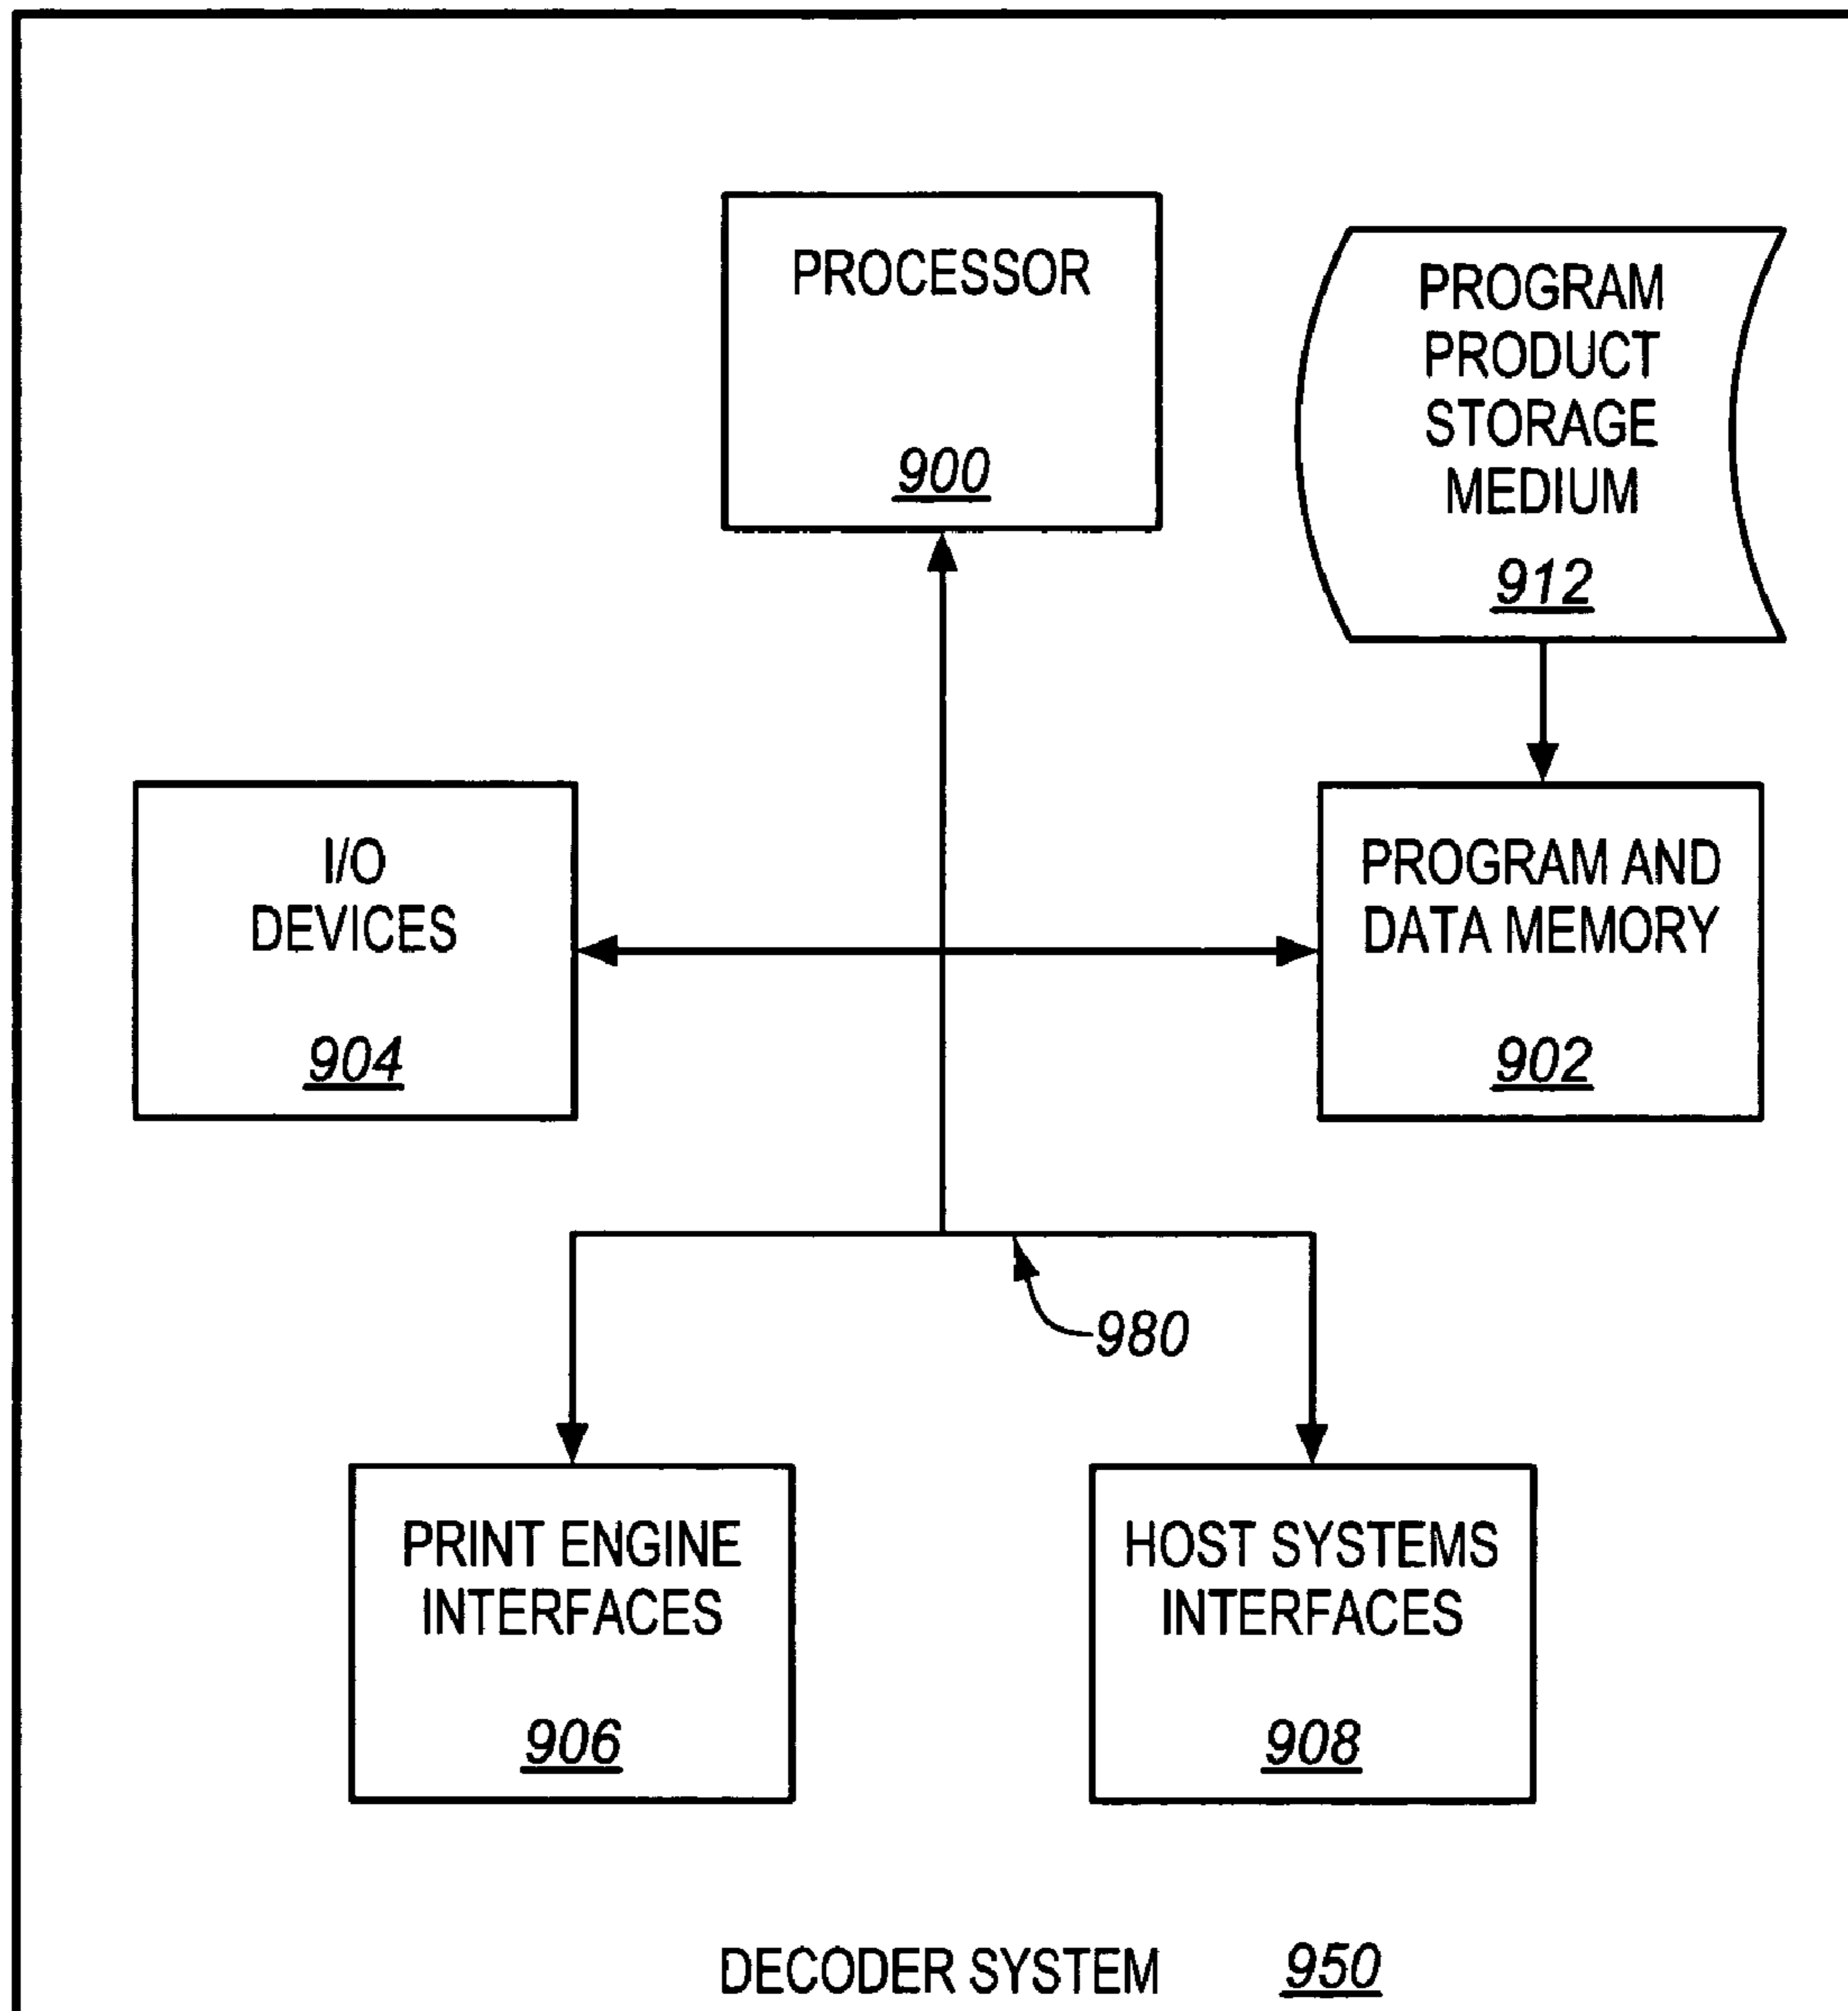 PROCESSOR
900
PROGRAM
PRODUCT
STORAGE
MEDIUM
912
I/O
DEVICES
904
PROGRAM AND
DATA MEMORY
902
980
PRINT ENGINE
INTERFACES
906
HOST SYSTEMS
INTERFACES
908
DECODER SYSTEM 950